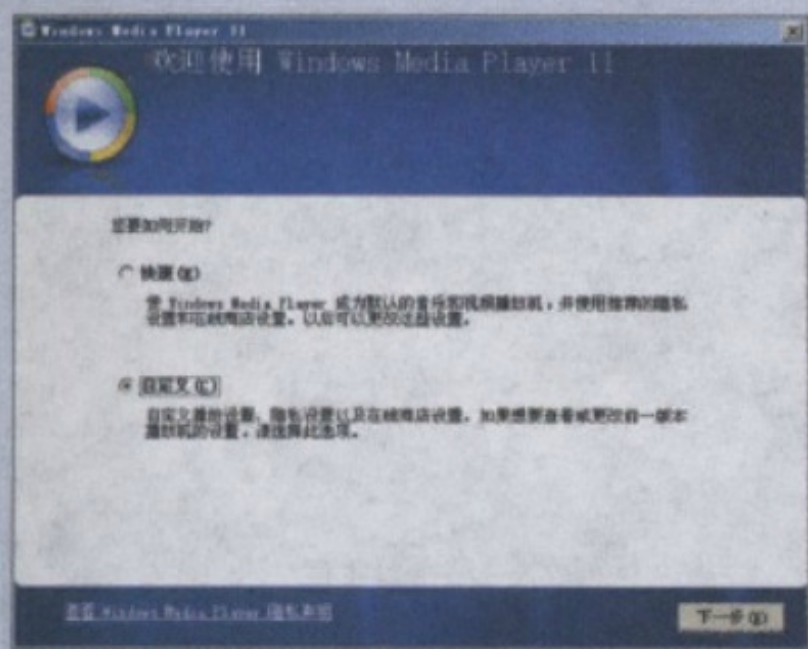 Windows Media Player 11
欢迎使用 Windows Media Player 11
您要如何开始?
快速(E)
使 Windows Media Player 成为默认的音乐和视频播放机，并使用推荐的隐私
设置和在线商店设置。以后可以更改这些设置。
自定义(C)
自定义播放设置、隐私设置以及在线商店设置。如果想要查看或更改前一版本
播放机的设置，请选择此选项。
查看 Windows Media Player 隐私声明
下一步(N)